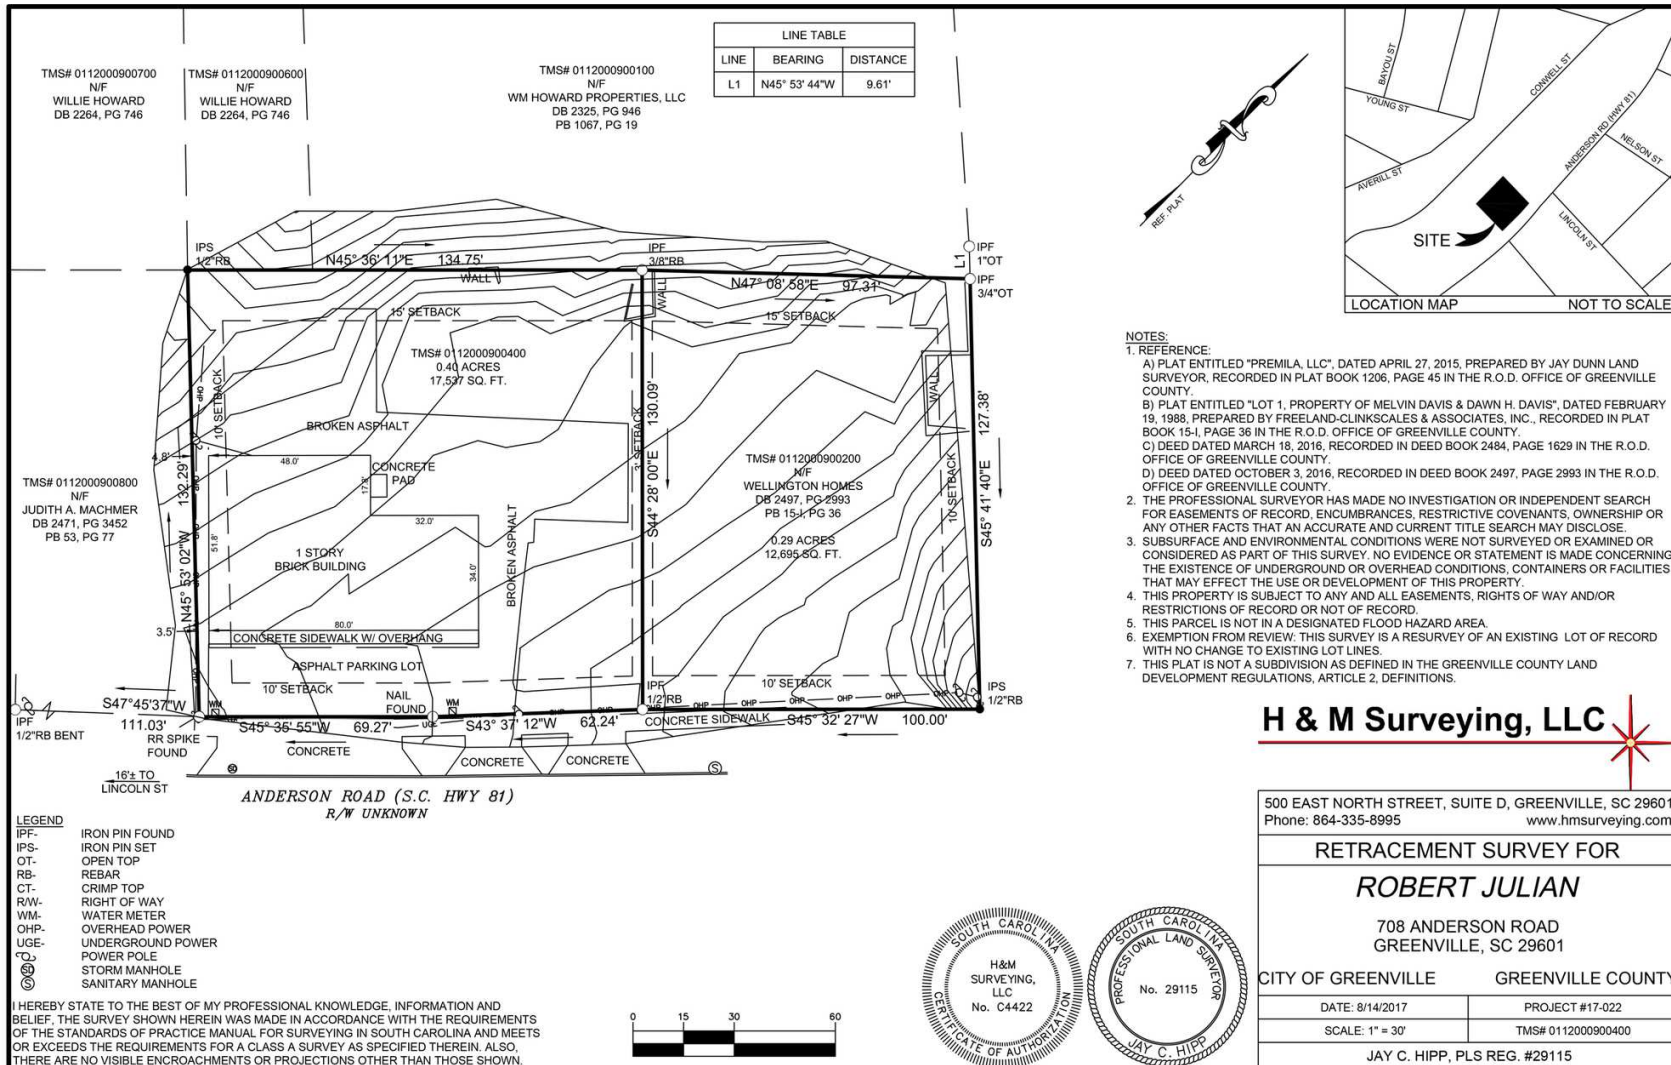 LINE TABLE
LINE BEARING DISTANCE
L1 N45° 53' 44"W 9.61'
TMS# 0112000900700
N/F
WILLIE HOWARD
DB 2264, PG 746
TMS# 0112000900600
N/F
WILLIE HOWARD
DB 2264, PG 746
TMS# 0112000900100
N/F
WM HOWARD PROPERTIES, LLC
DB 2325, PG 946
PB 1067, PG 19
REF. PLAT
BAYOU ST
YOUNG ST
CONWELL ST
ANDERSON RD (HWY 81)
NELSON ST
AVERILL ST
LINCOLN ST
SITE
LOCATION MAP NOT TO SCALE
IPS
1/2"RB
N45° 36' 11"E 134.75'
WALL
IPF
3/8"RB
WALL
N47° 08' 58"E 97.31'
L1
IPF
1"OT
IPF
3/4"OT
15' SETBACK
15' SETBACK
TMS# 0112000900400
0.40 ACRES
17,537 SQ. FT.
OHP
10' SETBACK
BROKEN ASPHALT
4.8'
48.0'
CONCRETE
PAD
17.8'
32.0'
132.29'
N45° 53' 02"W
OHP
OHP
OHP
51.8'
1 STORY
BRICK BUILDING
34.0'
BROKEN ASPHALT
3' SETBACK
S44° 28' 00"E 130.09'
WALL
TMS# 0112000900200
N/F
WELLINGTON HOMES
DB 2497, PG 2993
PB 15-I, PG 36
0.29 ACRES
12,695 SQ. FT.
10' SETBACK
S45° 41' 40"E 127.38'
TMS# 0112000900800
N/F
JUDITH A. MACHMER
DB 2471, PG 3452
PB 53, PG 77
3.5'
80.0'
CONCRETE SIDEWALK W/ OVERHANG
ASPHALT PARKING LOT
OHP
10' SETBACK
10' SETBACK
NAIL
FOUND
WM
WM
IPF
1/2"RB
OHP OHP OHP OHP OHP
IPS
1/2"RB
S47°45'37"W
111.03'
IPF
1/2"RB BENT
RR SPIKE
FOUND
S45° 35' 55"W 69.27'
UGE
OHP OHP
S43° 37' 12"W 62.24'
CONCRETE SIDEWALK
S45° 32' 27"W 100.00'
CONCRETE
CONCRETE
CONCRETE
SD
S
16'± TO
LINCOLN ST
ANDERSON ROAD (S.C. HWY 81)
R/W UNKNOWN
NOTES:
1. REFERENCE:
A) PLAT ENTITLED "PREMILA, LLC", DATED APRIL 27, 2015, PREPARED BY JAY DUNN LAND
SURVEYOR, RECORDED IN PLAT BOOK 1206, PAGE 45 IN THE R.O.D. OFFICE OF GREENVILLE
COUNTY.
B) PLAT ENTITLED "LOT 1, PROPERTY OF MELVIN DAVIS & DAWN H. DAVIS", DATED FEBRUARY
19, 1988, PREPARED BY FREELAND-CLINKSCALES & ASSOCIATES, INC., RECORDED IN PLAT
BOOK 15-I, PAGE 36 IN THE R.O.D. OFFICE OF GREENVILLE COUNTY.
C) DEED DATED MARCH 18, 2016, RECORDED IN DEED BOOK 2484, PAGE 1629 IN THE R.O.D.
OFFICE OF GREENVILLE COUNTY.
D) DEED DATED OCTOBER 3, 2016, RECORDED IN DEED BOOK 2497, PAGE 2993 IN THE R.O.D.
OFFICE OF GREENVILLE COUNTY.
2. THE PROFESSIONAL SURVEYOR HAS MADE NO INVESTIGATION OR INDEPENDENT SEARCH
FOR EASEMENTS OF RECORD, ENCUMBRANCES, RESTRICTIVE COVENANTS, OWNERSHIP OR
ANY OTHER FACTS THAT AN ACCURATE AND CURRENT TITLE SEARCH MAY DISCLOSE.
3. SUBSURFACE AND ENVIRONMENTAL CONDITIONS WERE NOT SURVEYED OR EXAMINED OR
CONSIDERED AS PART OF THIS SURVEY. NO EVIDENCE OR STATEMENT IS MADE CONCERNING
THE EXISTENCE OF UNDERGROUND OR OVERHEAD CONDITIONS, CONTAINERS OR FACILITIES
THAT MAY EFFECT THE USE OR DEVELOPMENT OF THIS PROPERTY.
4. THIS PROPERTY IS SUBJECT TO ANY AND ALL EASEMENTS, RIGHTS OF WAY AND/OR
RESTRICTIONS OF RECORD OR NOT OF RECORD.
5. THIS PARCEL IS NOT IN A DESIGNATED FLOOD HAZARD AREA.
6. EXEMPTION FROM REVIEW: THIS SURVEY IS A RESURVEY OF AN EXISTING LOT OF RECORD
WITH NO CHANGE TO EXISTING LOT LINES.
7. THIS PLAT IS NOT A SUBDIVISION AS DEFINED IN THE GREENVILLE COUNTY LAND
DEVELOPMENT REGULATIONS, ARTICLE 2, DEFINITIONS.
H & M Surveying, LLC
500 EAST NORTH STREET, SUITE D, GREENVILLE, SC 29601
Phone: 864-335-8995 www.hmsurveying.com
RETRACEMENT SURVEY FOR
ROBERT JULIAN
708 ANDERSON ROAD
GREENVILLE, SC 29601
CITY OF GREENVILLE GREENVILLE COUNTY
DATE: 8/14/2017 PROJECT #17-022
SCALE: 1" = 30' TMS# 0112000900400
JAY C. HIPP, PLS REG. #29115
LEGEND
IPF- IRON PIN FOUND
IPS- IRON PIN SET
OT- OPEN TOP
RB- REBAR
CT- CRIMP TOP
R/W- RIGHT OF WAY
WM- WATER METER
OHP- OVERHEAD POWER
UGE- UNDERGROUND POWER
POWER POLE
SD STORM MANHOLE
S SANITARY MANHOLE
I HEREBY STATE TO THE BEST OF MY PROFESSIONAL KNOWLEDGE, INFORMATION AND
BELIEF, THE SURVEY SHOWN HEREIN WAS MADE IN ACCORDANCE WITH THE REQUIREMENTS
OF THE STANDARDS OF PRACTICE MANUAL FOR SURVEYING IN SOUTH CAROLINA AND MEETS
OR EXCEEDS THE REQUIREMENTS FOR A CLASS A SURVEY AS SPECIFIED THEREIN. ALSO,
THERE ARE NO VISIBLE ENCROACHMENTS OR PROJECTIONS OTHER THAN THOSE SHOWN.
0 15 30 60
SOUTH CAROLINA
H&M
SURVEYING,
LLC
No. C4422
CERTIFICATE OF AUTHORIZATION
SOUTH CAROLINA
PROFESSIONAL LAND SURVEYOR
No. 29115
JAY C. HIPP